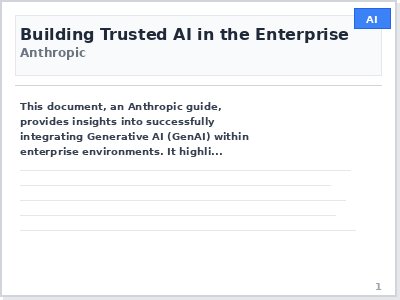 AI
Building Trusted AI in the Enterprise
Anthropic
This document, an Anthropic guide,
provides insights into successfully
integrating Generative AI (GenAI) within
enterprise environments. It highli...
1